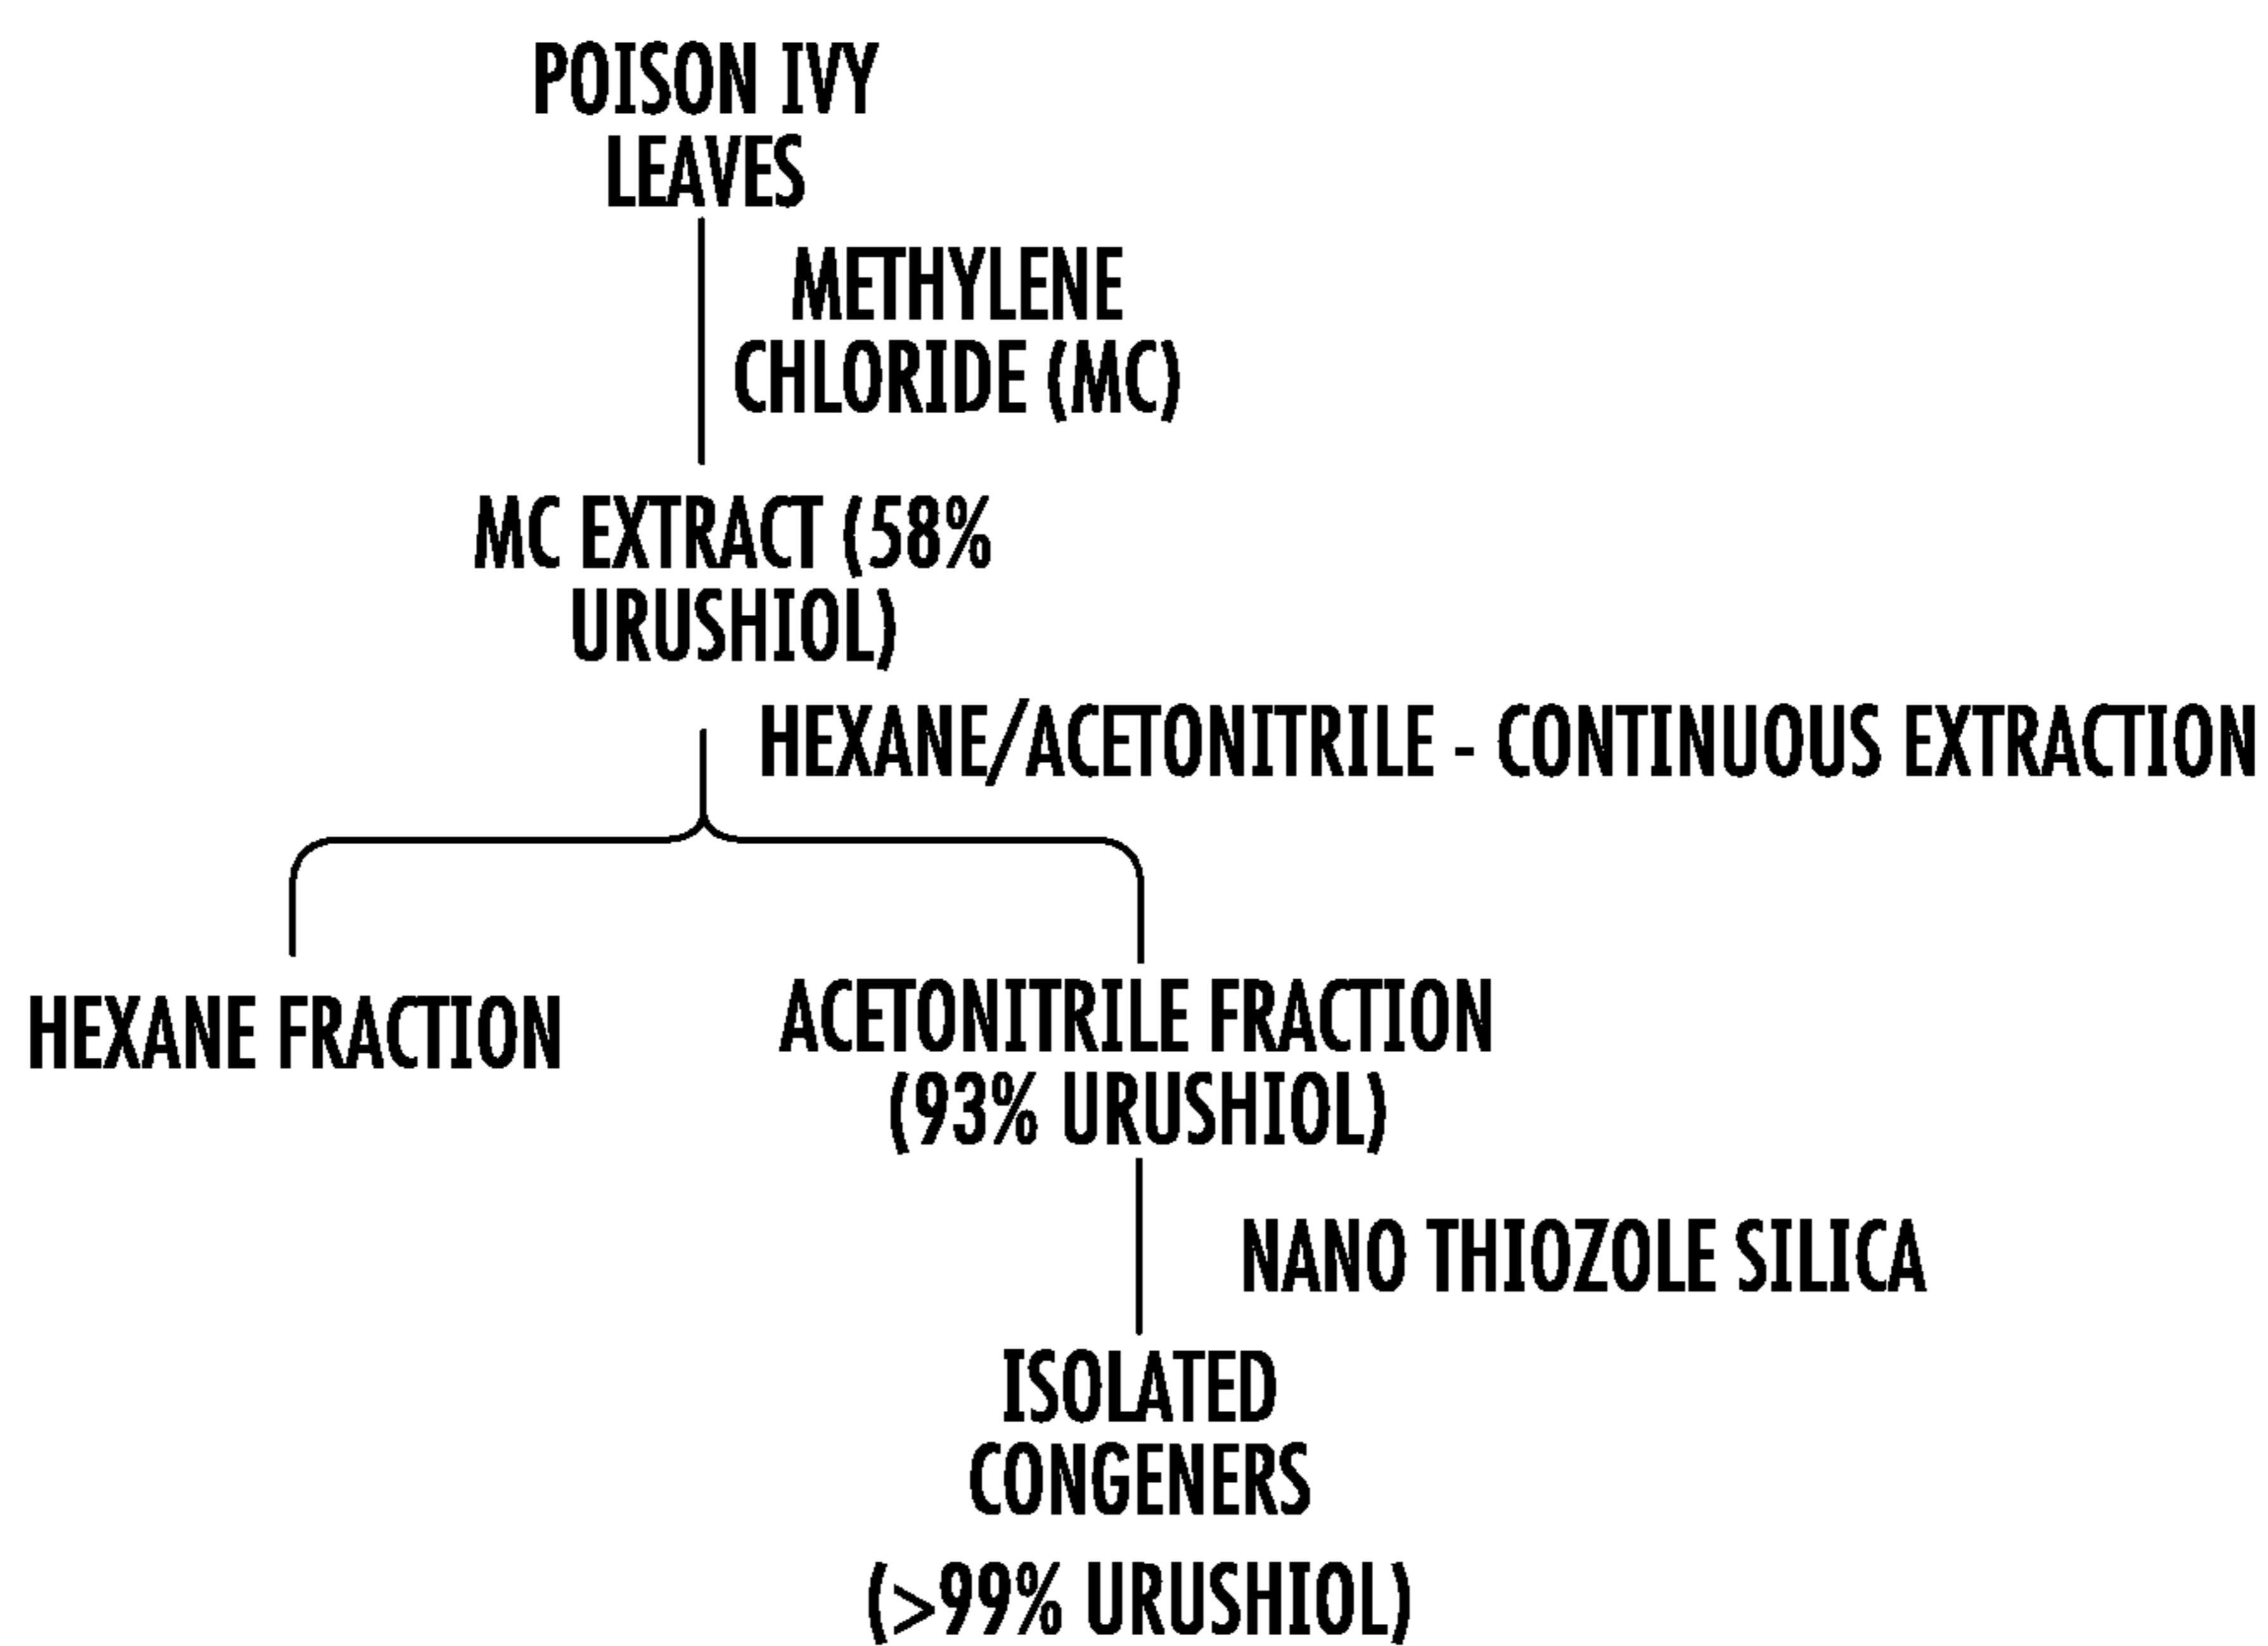 POISON IVY
LEAVES
METHYLENE
CHLORIDE (MC)
MC EXTRACT (58%
URUSHIOL)
HEXANE/ACETONITRILE - CONTINUOUS EXTRACTION
HEXANE FRACTION
ACETONITRILE FRACTION
(93% URUSHIOL)
NANO THIOZOLE SILICA
ISOLATED
CONGENERS
(>99% URUSHIOL)